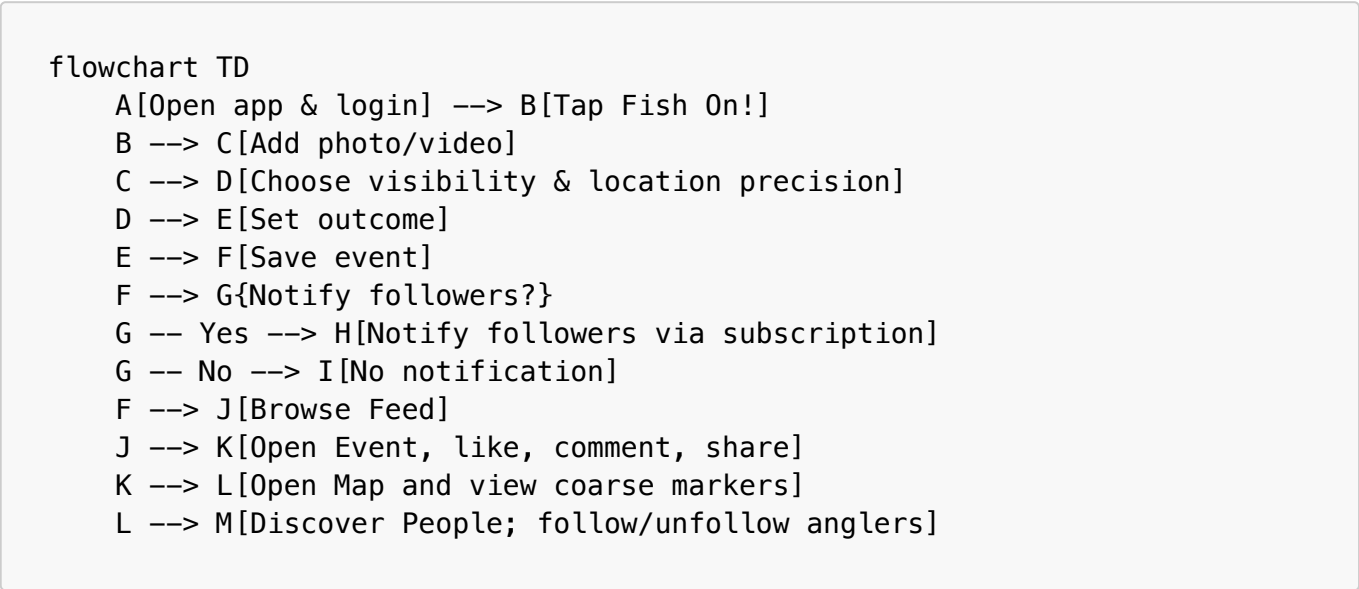 flowchart TD
    A[Open app & login] --> B[Tap Fish On!]
    B --> C[Add photo/video]
    C --> D[Choose visibility & location precision]
    D --> E[Set outcome]
    E --> F[Save event]
    F --> G{Notify followers?}
    G -- Yes --> H[Notify followers via subscription]
    G -- No --> I[No notification]
    F --> J[Browse Feed]
    J --> K[Open Event, like, comment, share]
    K --> L[Open Map and view coarse markers]
    L --> M[Discover People; follow/unfollow anglers]